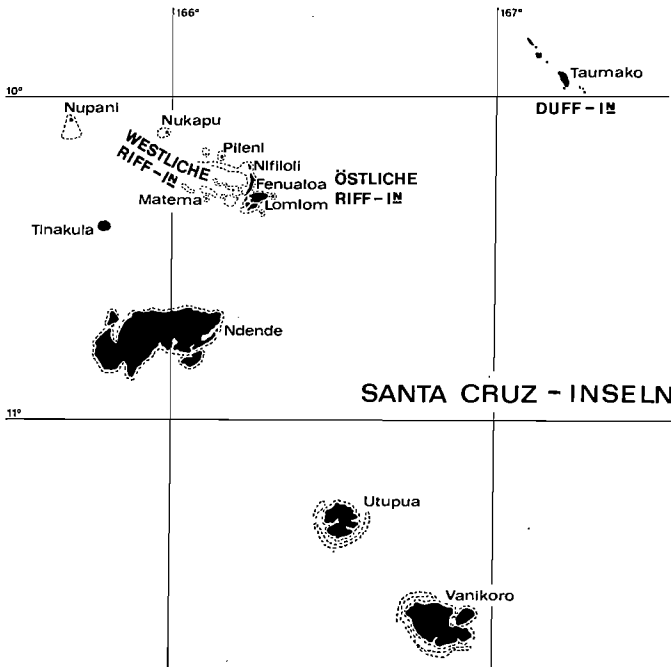 166°
167°
Taumako
10°
DUFF-IN
Nupani
Nukapu
Pileni
WESTLICHE
RIFF-IN
Nifiloli
Fenualoa
ÖSTLICHE
RIFF-IN
Matema
Lomlom
Tinakula
Ndende
SANTA CRUZ-INSELN
11°
Utupua
Vanikoro